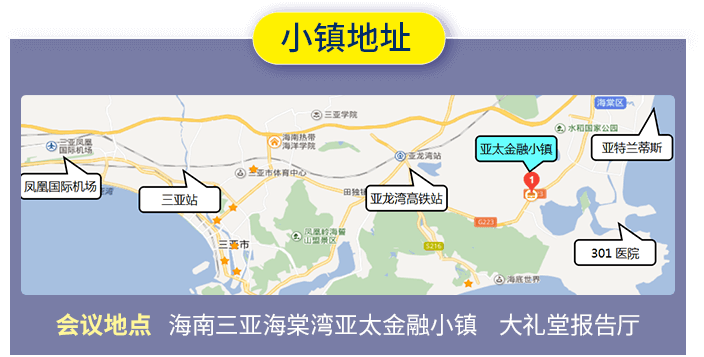 小镇地址
海棠区
三亚学院
水稻国家公园
海南热带
海洋学院
三亚凤凰
国际机场
亚太金融小镇
亚特兰蒂斯
亚龙湾站
1
三亚市体育中心
凤凰国际机场
三亚站
田独镇
亚龙湾高铁站
G223
凤凰岭海誓
山盟景区
三亚市
S216
301 医院
海底世界
会议地点 海南三亚海棠湾亚太金融小镇 大礼堂报告厅